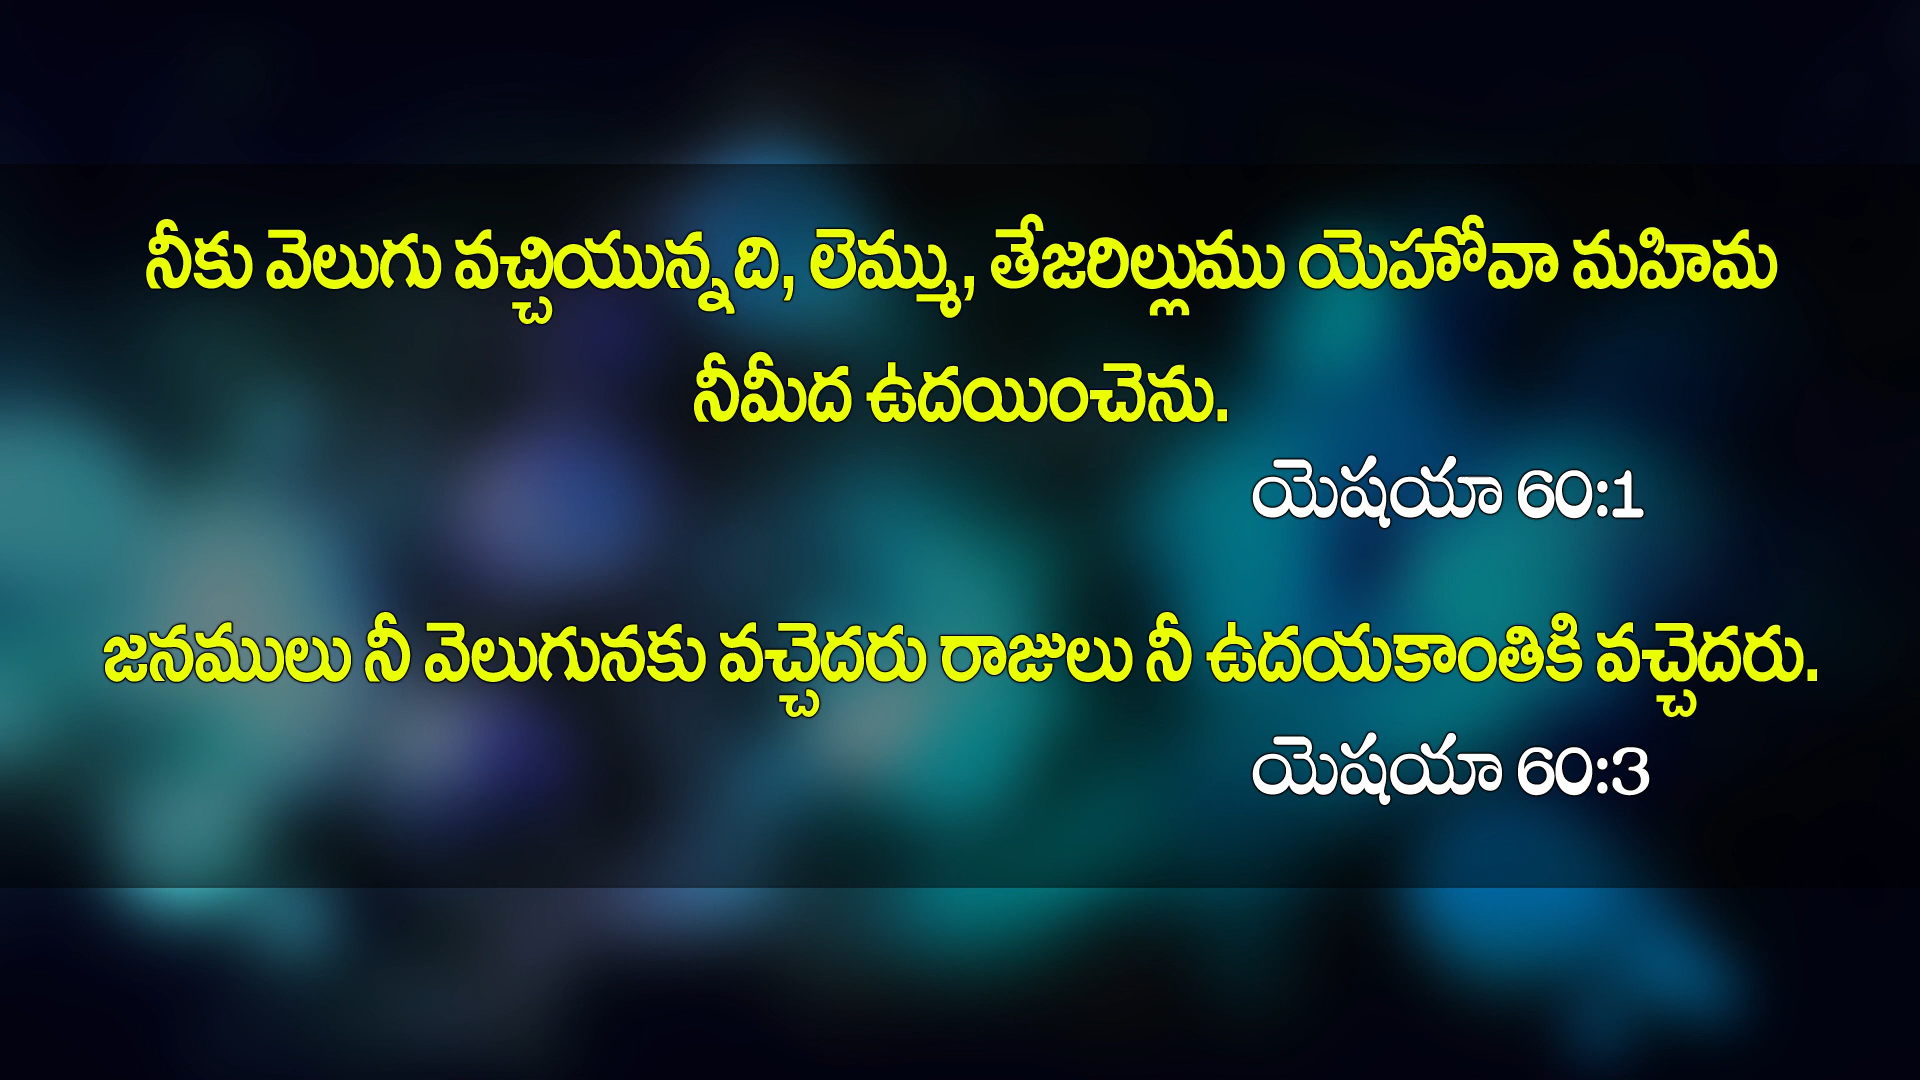 నీకు వెలుగు వచ్చియున్నది, లెమ్ము, తేజరిల్లుము యెహోవా మహిమ
నీమీద ఉదయించెను.
యెషయా 60:1
జనములు నీ వెలుగునకు వచ్చెదరు రాజులు నీ ఉదయకాంతికి వచ్చెదరు.
యెషయా 60:3